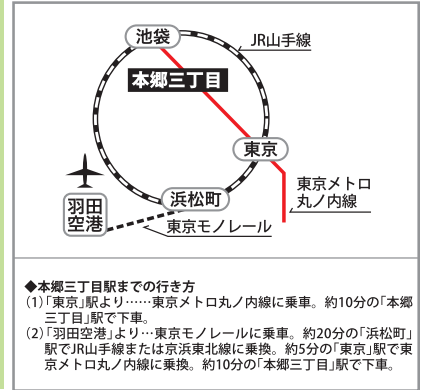 池袋
JR山手線
本郷三丁目
東京
東京メトロ
丸ノ内線
浜松町
羽田
空港
東京モノレール
◆本郷三丁目駅までの行き方
(1)「東京」駅より……東京メトロ丸ノ内線に乗車。約10分の「本郷
三丁目」駅で下車。
(2)「羽田空港」より…東京モノレールに乗車。約20分の「浜松町」
駅でJR山手線または京浜東北線に乗換。約5分の「東京」駅で東
京メトロ丸ノ内線に乗換。約10分の「本郷三丁目」駅で下車。